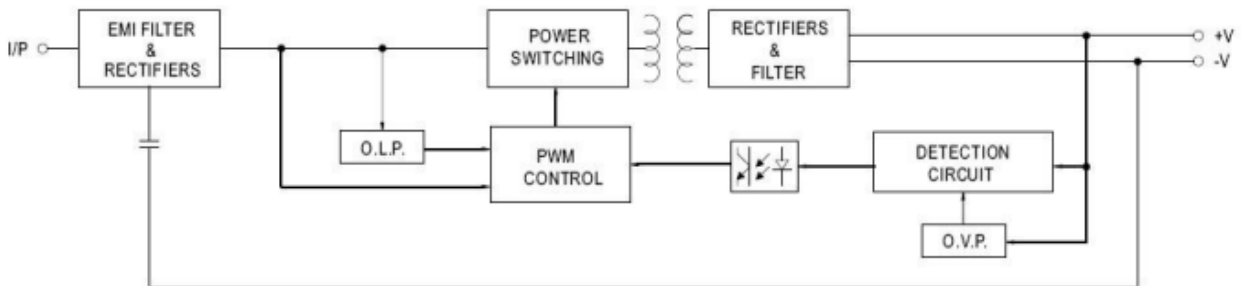 I/P
EMI FILTER
&
RECTIFIERS
POWER
SWITCHING
RECTIFIERS
&
FILTER
+V
-V
O.L.P.
PWM
CONTROL
DETECTION
CIRCUIT
O.V.P.